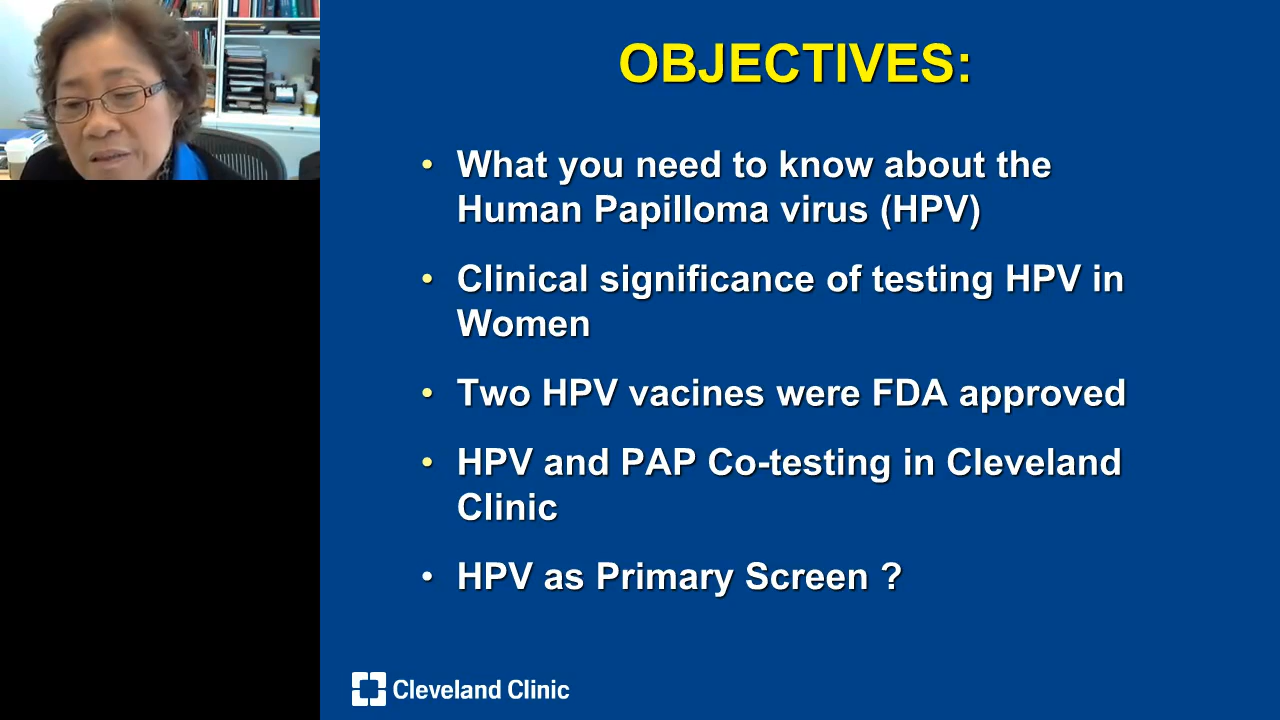 OBJECTIVES:
• What you need to know about the
Human Papilloma virus (HPV)
• Clinical significance of testing HPV in
Women
• Two HPV vacines were FDA approved
• HPV and PAP Co-testing in Cleveland
Clinic
• HPV as Primary Screen ?
Cleveland Clinic